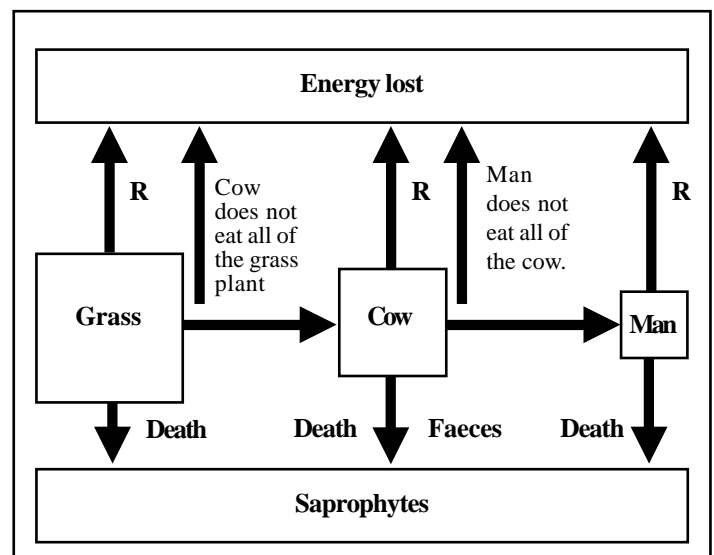 Energy lost
R
Cow
does not
eat all of
the grass
plant
R
Man
does not
eat all of
the cow.
R
Grass
Cow
Man
Death
Death
Faeces
Death
Saprophytes